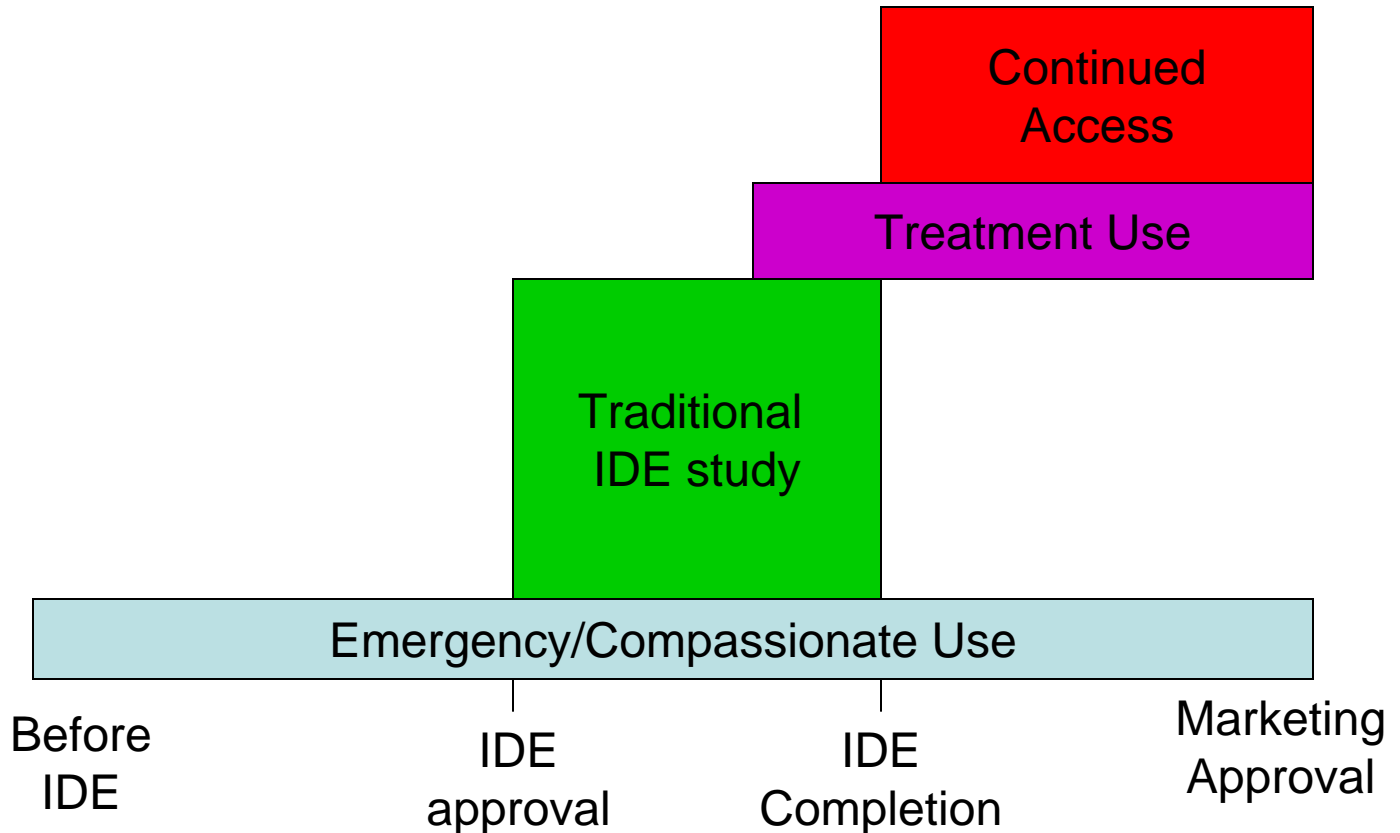 Continued
Access
Treatment Use
Traditional
IDE study
Emergency/Compassionate Use
Before
IDE
IDE
approval
IDE
Completion
Marketing
Approval